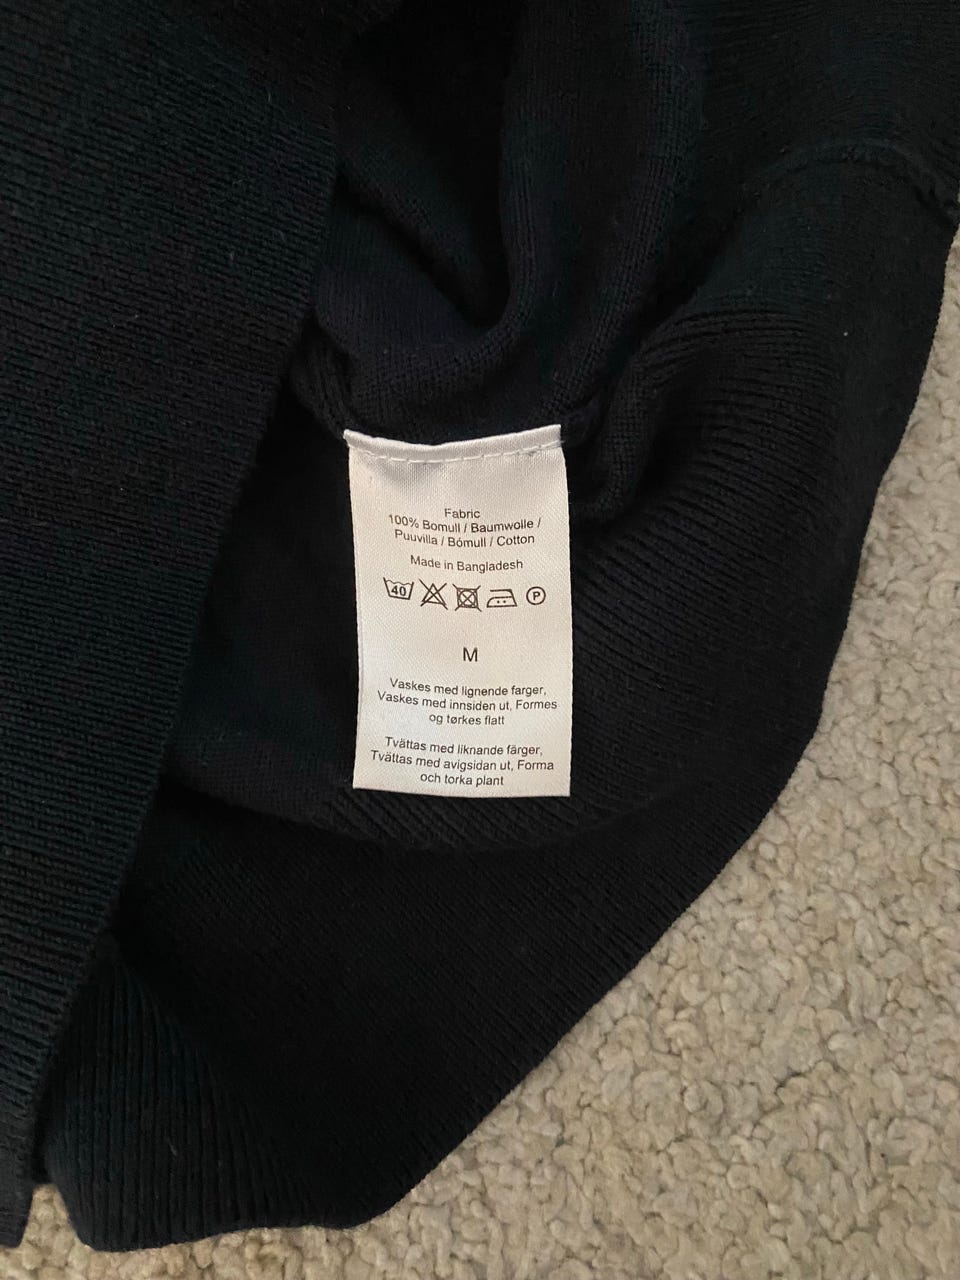 Fabric
100% Bomull / Baumwolle /
Puuvilla / Bómull / Cotton
Made in Bangladesh
40 P
M
Vaskes med lignende farger,
Vaskes med innsiden ut, Formes
og tørkes flatt
Tvättas med liknande färger,
Tvättas med avigsidan ut, Forma
och torka plant